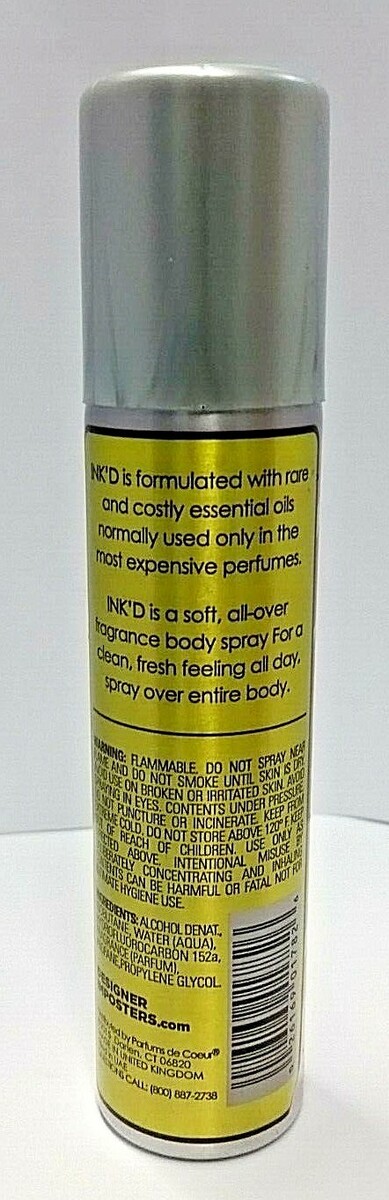 INK'D is formulated with rare
and costly essential oils
normally used only in the
most expensive perfumes.
INK'D is a soft, all-over
fragrance body spray For a
clean, fresh feeling all day,
spray over entire body.
WARNING: FLAMMABLE. DO NOT SPRAY NEAR
AND DO NOT SMOKE UNTIL SKIN IS DRY.
USE ON BROKEN OR IRRITATED SKIN. AVOID
IN EYES. CONTENTS UNDER PRESSURE.
NOT PUNCTURE OR INCINERATE. KEEP FROM
COLD. DO NOT STORE ABOVE 120° F. KEEP
OF REACH OF CHILDREN. USE ONLY AS
ABOVE. INTENTIONAL MISUSE BY
CONCENTRATING AND INHALING
CAN BE HARMFUL OR FATAL NOT FOR
HYGIENE USE.
INGREDIENTS: ALCOHOL DENAT.,
WATER (AQUA),
152a,
(PARFUM),
PROPYLENE GLYCOL.
DESIGNER
IMPOSTERS.com
by Parfums de Coeur®
Darien, CT 06820
IN UNITED KINGDOM
UAE
CALL: (800) 887-2738